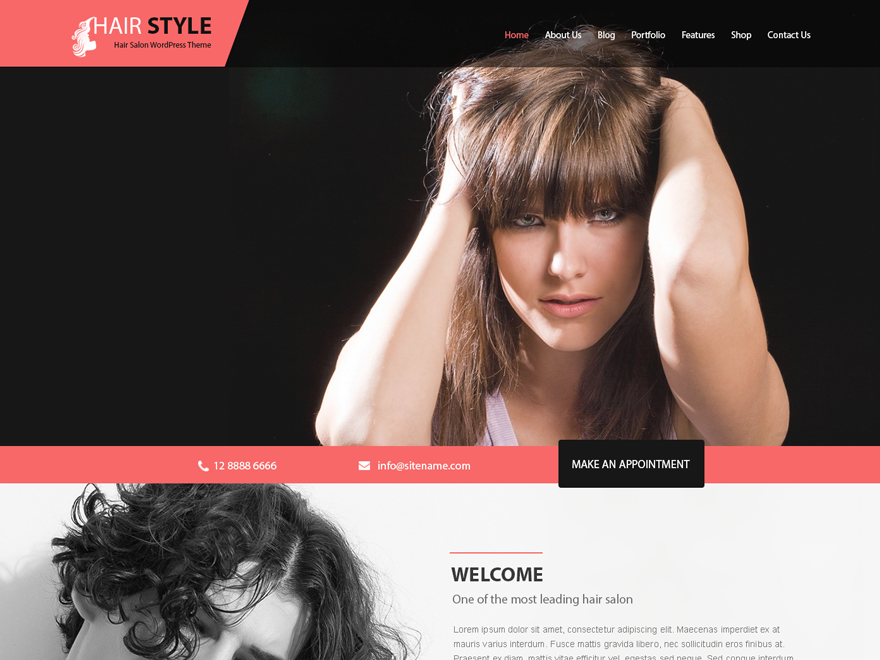 HAIR STYLE
Hair Salon WordPress Theme
Home About Us Blog Portfolio Features Shop Contact Us
12 8888 6666
info@sitename.com
MAKE AN APPOINTMENT
WELCOME
One of the most leading hair salon
Lorem ipsum dolor sit amet, consectetur adipiscing elit. Maecenas imperdiet ex at
mauris varius interdum. Fusce mattis gravida libero, nec sollicitudin eros finibus at.
Praesent ex diam, mattis vitae efficitur vel, egestas sed neque. Sed congue interdum